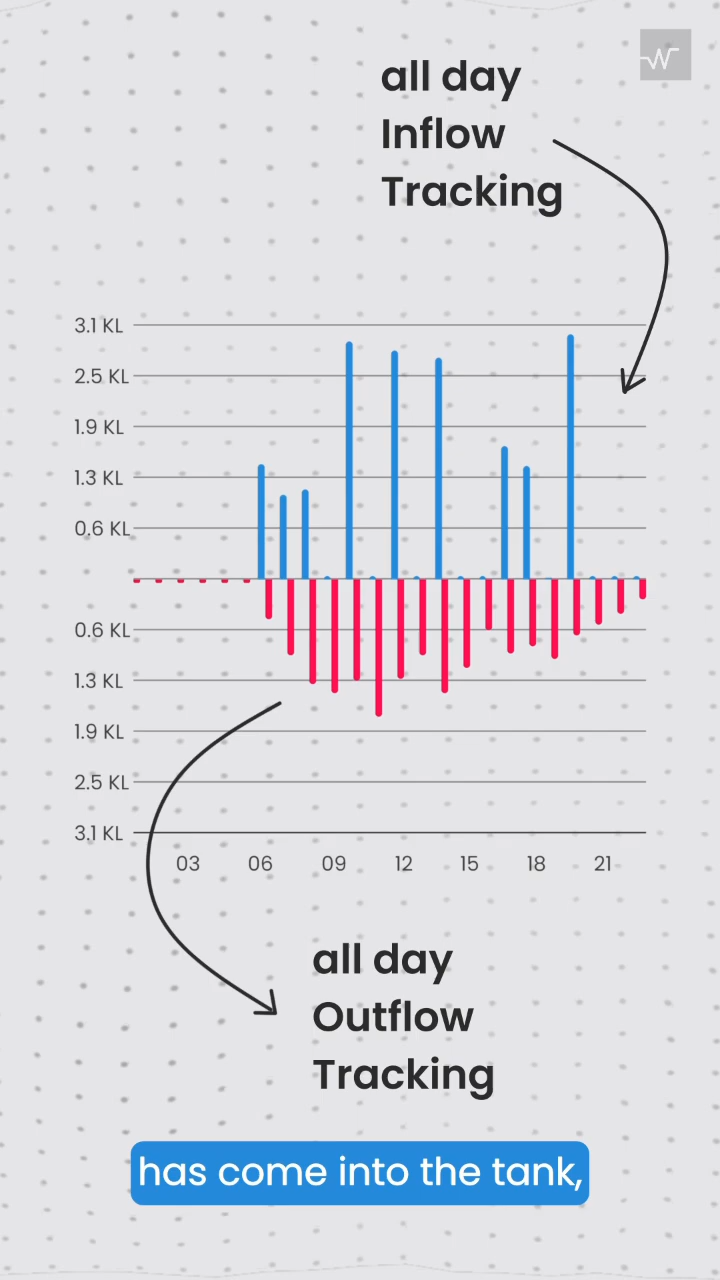 all day
Inflow
Tracking
3.1 KL
2.5 KL
1.9 KL
1.3 KL
0.6 KL
0.6 KL
1.3 KL
1.9 KL
2.5 KL
3.1 KL
03 06 09 12 15 18 21
all day
Outflow
Tracking
has come into the tank,